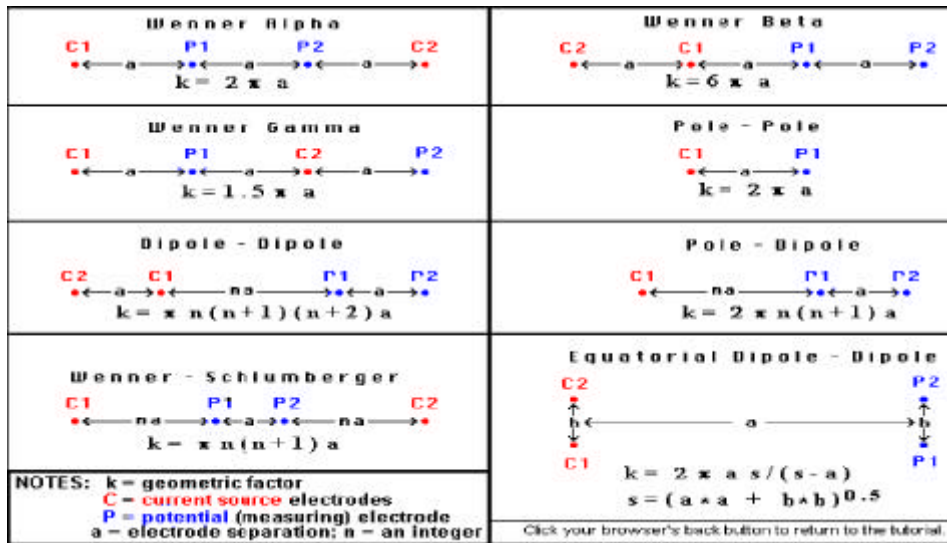 Wenner Alpha
C1 P1 P2 C2
a a a
k = 2 π a
Wenner Beta
C2 C1 P1 P2
a a a
k = 6 π a
Wenner Gamma
C1 P1 C2 P2
a a a
k = 1.5 π a
Pole - Pole
C1 P1
a
k = 2 π a
Dipole - Dipole
C2 C1 P1 P2
a na a
k = π n(n+1)(n+2)a
Pole - Dipole
C1 P1 P2
na a
k = 2 π n(n+1)a
Wenner - Schlumberger
C1 P1 P2 C2
na a na
k = π n(n+1)a
Equatorial Dipole - Dipole
C2 P2
b a b
C1 P1
k = 2 π a s/(s-a)
s = (a*a + b*b)0.5
NOTES: k = geometric factor
C = current source electrodes
P = potential (measuring) electrode
a = electrode separation; n = an integer
Click your browser's back button to return to the tutorial.